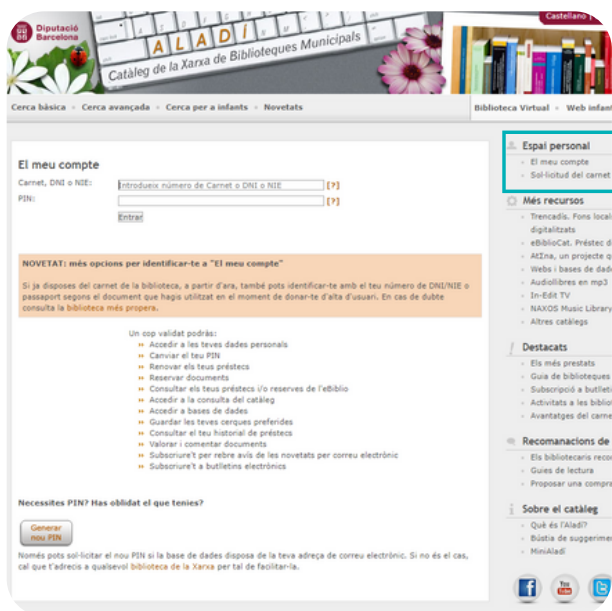 Diputació
Barcelona
ALADÍ
Catàleg de la Xarxa de Biblioteques Municipals
Castellano |
Cerca bàsica
Cerca avançada
Cerca per a infants
Novetats
Biblioteca Virtual
Web infant
El meu compte
Carnet, DNI o NIE:
Introdueix número de Carnet o DNI o NIE
[?]
PIN:
[?]
Entrar
NOVETAT: més opcions per identificar-te a "El meu compte"
Si ja disposes del carnet de la biblioteca, a partir d'ara, també pots identificar-te amb el teu número de DNI/NIE o
passaport segons el document que hagis utilitzat en el moment de donar-te d'alta d'usuari. En cas de dubte
consulta la biblioteca més propera.
Un cop validat podràs:
» Accedir a les teves dades personals
» Canviar el teu PIN
» Renovar els teus préstecs
» Reservar documents
» Consultar els teus préstecs i/o reserves de l'eBiblio
» Accedir a la consulta del catàleg
» Accedir a bases de dades
» Guardar les teves cerques preferides
» Consultar el teu historial de préstecs
» Valorar i comentar documents
» Subscriure't per rebre avís de les novetats per correu electrònic
» Subscriure't a butlletins electrònics
Necessites PIN? Has oblidat el que tenies?
Generar
nou PIN
Només pots sol·licitar el nou PIN si la base de dades disposa de la teva adreça de correu electrònic. Si no és el cas,
cal que t'adrecis a qualsevol biblioteca de la Xarxa per tal de facilitar-la.
Espai personal
El meu compte
Sol·licitud del carnet
Més recursos
Trencadís. Fons locals
digitalitzats
eBiblioCat. Préstec d
AtZna, un projecte q
Webs i bases de dade
Audiollibres en mp3
In-Edit TV
NAXOS Music Library
Altres catàlegs
Destacats
Els més prestats
Guia de biblioteques
Subscripció a butlleti
Activitats a les bibliot
Avantatges del carne
Recomanacions de
Els bibliotecaris reco
Guies de lectura
Proposar una compra
Sobre el catàleg
Què és l'Aladí?
Bústia de suggerime
MiniAladí
You
Tube